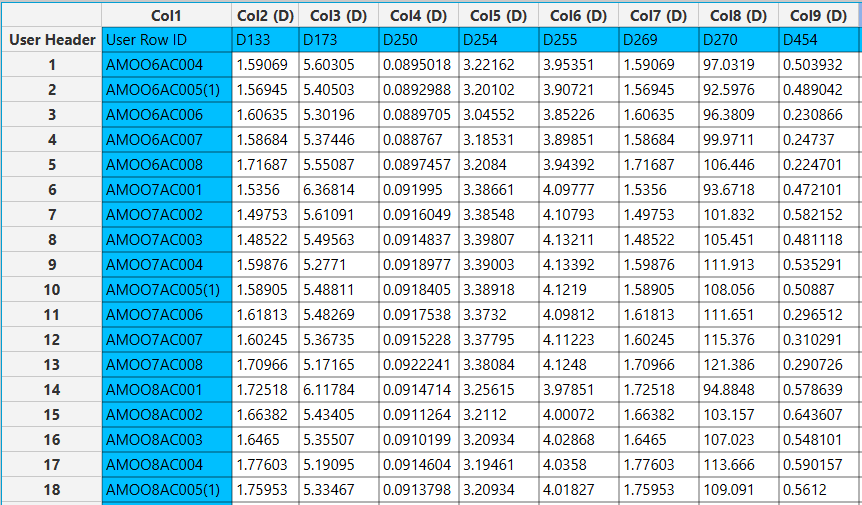 Col1 Col2 (D) Col3 (D) Col4 (D) Col5 (D) Col6 (D) Col7 (D) Col8 (D) Col9 (D)
User Header User Row ID D133 D173 D250 D254 D255 D269 D270 D454
1 AMOO6AC004 1.59069 5.60305 0.0895018 3.22162 3.95351 1.59069 97.0319 0.503932
2 AMOO6AC005(1) 1.56945 5.40503 0.0892988 3.20102 3.90721 1.56945 92.5976 0.489042
3 AMOO6AC006 1.60635 5.30196 0.0889705 3.04552 3.85226 1.60635 96.3809 0.230866
4 AMOO6AC007 1.58684 5.37446 0.088767 3.18531 3.89851 1.58684 99.9711 0.24737
5 AMOO6AC008 1.71687 5.55087 0.0897457 3.2084 3.94392 1.71687 106.446 0.224701
6 AMOO7AC001 1.5356 6.36814 0.091995 3.38661 4.09777 1.5356 93.6718 0.472101
7 AMOO7AC002 1.49753 5.61091 0.0916049 3.38548 4.10793 1.49753 101.832 0.582152
8 AMOO7AC003 1.48522 5.49563 0.0914837 3.39807 4.13211 1.48522 105.451 0.481118
9 AMOO7AC004 1.59876 5.2771 0.0918977 3.39003 4.13392 1.59876 111.913 0.535291
10 AMOO7AC005(1) 1.58905 5.48811 0.0918405 3.38918 4.1219 1.58905 108.056 0.50887
11 AMOO7AC006 1.61813 5.48269 0.0917538 3.3732 4.09812 1.61813 111.651 0.296512
12 AMOO7AC007 1.60245 5.36735 0.0915228 3.37795 4.11223 1.60245 115.376 0.310291
13 AMOO7AC008 1.70966 5.17165 0.0922241 3.38084 4.1248 1.70966 121.386 0.290726
14 AMOO8AC001 1.72518 6.11784 0.0914714 3.25615 3.97851 1.72518 94.8848 0.578639
15 AMOO8AC002 1.66382 5.43405 0.0911264 3.2112 4.00072 1.66382 103.157 0.643607
16 AMOO8AC003 1.6465 5.35507 0.0910199 3.20934 4.02868 1.6465 107.023 0.548101
17 AMOO8AC004 1.77603 5.19095 0.0914604 3.19461 4.0358 1.77603 113.666 0.590157
18 AMOO8AC005(1) 1.75953 5.33467 0.0913798 3.20934 4.01827 1.75953 109.091 0.5612